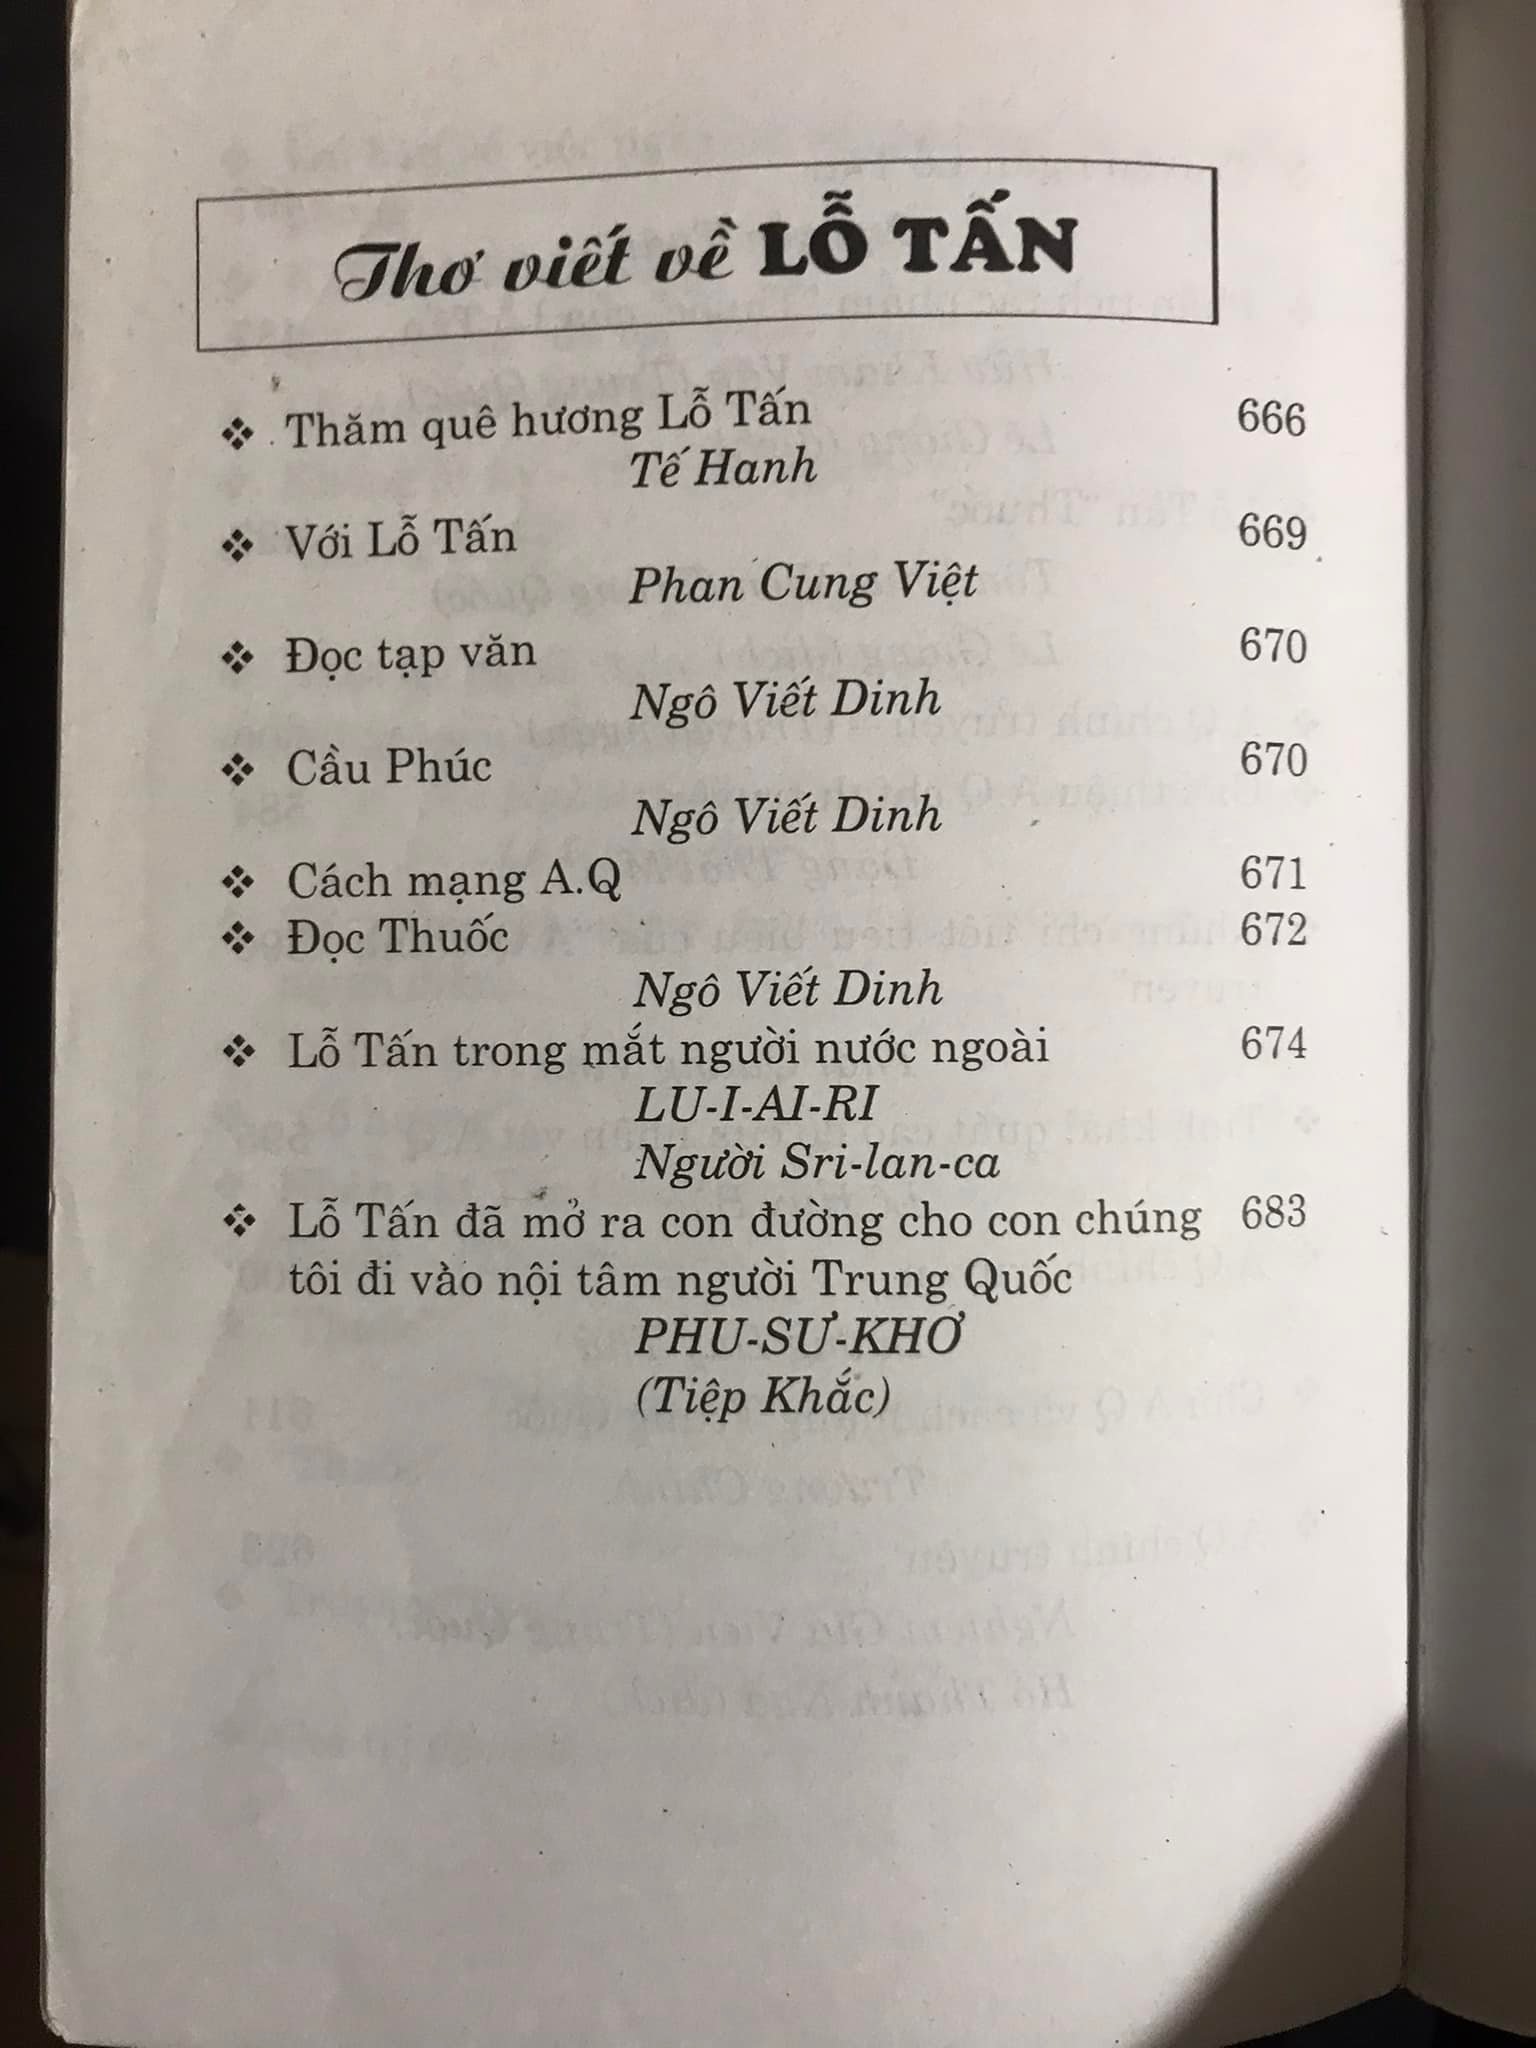 Thơ viết về LỖ TẤN
❖ Thăm quê hương Lỗ Tấn 666
Tế Hanh
❖ Với Lỗ Tấn 669
Phan Cung Việt
❖ Đọc tạp văn 670
Ngô Viết Dinh
❖ Cầu Phúc 670
Ngô Viết Dinh
❖ Cách mạng A.Q 671
❖ Đọc Thuốc 672
Ngô Viết Dinh
❖ Lỗ Tấn trong mắt người nước ngoài 674
LU-I-AI-RI
Người Sri-lan-ca
❖ Lỗ Tấn đã mở ra con đường cho con chúng 683
tôi đi vào nội tâm người Trung Quốc
PHU-SƯ-KHƠ
(Tiệp Khắc)